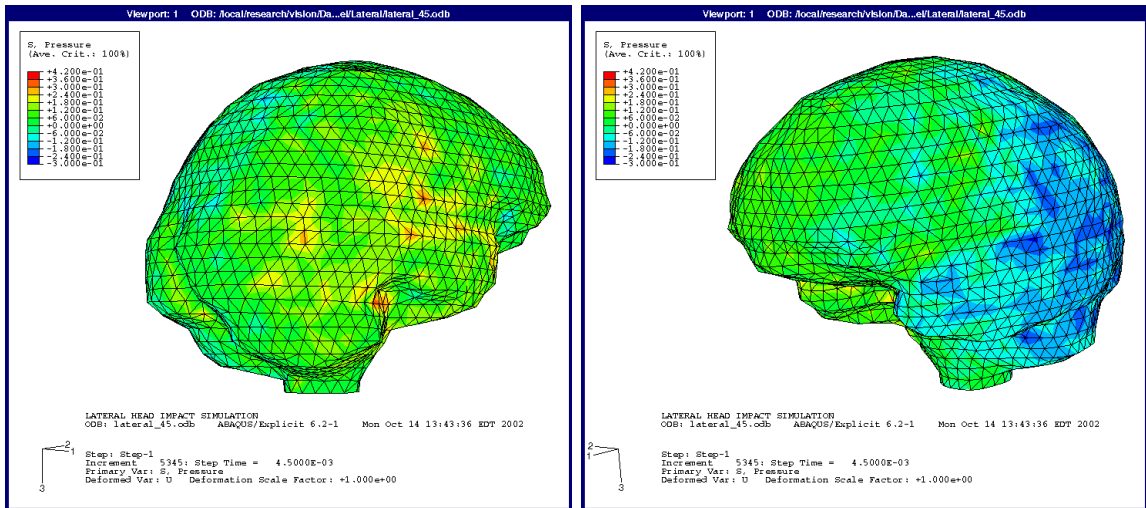 Viewport: 1 ODB: /local/research/vision/Da...el/Lateral/lateral_45.odb
S, Pressure
(Ave. Crit.: 100%)
+4.200e-01
+3.600e-01
+3.000e-01
+2.400e-01
+1.800e-01
+1.200e-01
+6.000e-02
+0.000e+00
-6.000e-02
-1.200e-01
-1.800e-01
-2.400e-01
-3.000e-01
LATERAL HEAD IMPACT SIMULATION
ODB: lateral_45.odb ABAQUS/Explicit 6.2-1 Mon Oct 14 13:43:36 EDT 2002
2
1
3
Step: Step-1
Increment 5345: Step Time = 4.5000E-03
Primary Var: S, Pressure
Deformed Var: U Deformation Scale Factor: +1.000e+00
Viewport: 1 ODB: /local/research/vision/Da...el/Lateral/lateral_45.odb
S, Pressure
(Ave. Crit.: 100%)
+4.200e-01
+3.600e-01
+3.000e-01
+2.400e-01
+1.800e-01
+1.200e-01
+6.000e-02
+0.000e+00
-6.000e-02
-1.200e-01
-1.800e-01
-2.400e-01
-3.000e-01
LATERAL HEAD IMPACT SIMULATION
ODB: lateral_45.odb ABAQUS/Explicit 6.2-1 Mon Oct 14 13:43:36 EDT 2002
2
1
3
Step: Step-1
Increment 5345: Step Time = 4.5000E-03
Primary Var: S, Pressure
Deformed Var: U Deformation Scale Factor: +1.000e+00